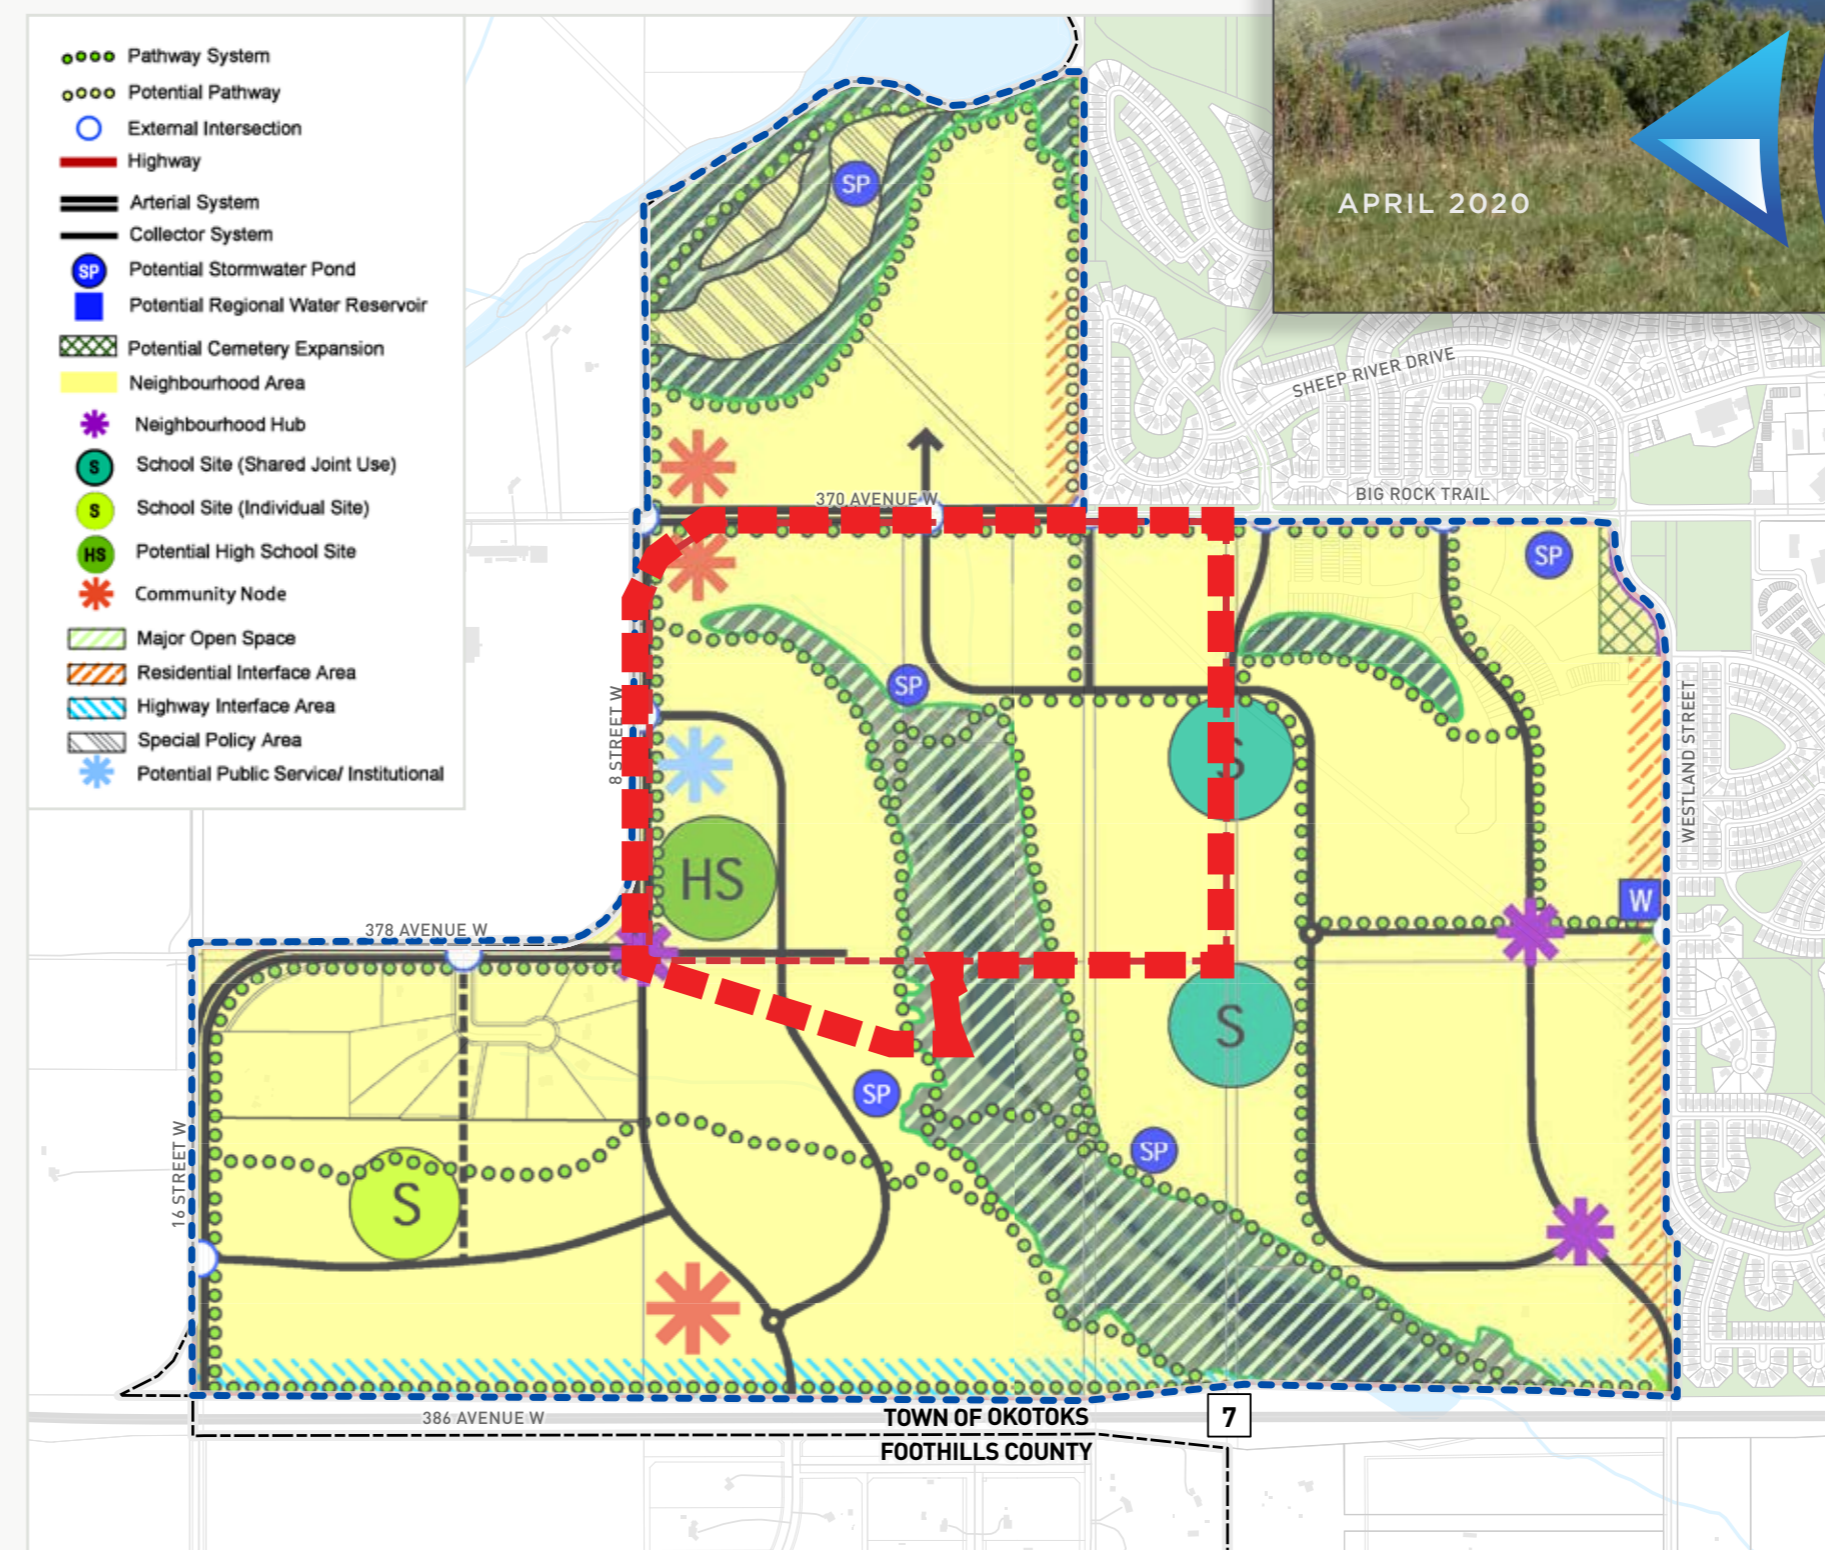 Pathway System
Potential Pathway
External Intersection
Highway
Arterial System
Collector System
SP Potential Stormwater Pond
Potential Regional Water Reservoir
Potential Cemetery Expansion
Neighbourhood Area
Neighbourhood Hub
S School Site (Shared Joint Use)
S School Site (Individual Site)
HS Potential High School Site
Community Node
Major Open Space
Residential Interface Area
Highway Interface Area
Special Policy Area
Potential Public Service/ Institutional
APRIL 2020
SP
SHEEP RIVER DRIVE
370 AVENUE W
BIG ROCK TRAIL
SP
SP
8 STREET W
WESTLAND STREET
S
HS
W
378 AVENUE W
S
SP
SP
16 STREET W
S
386 AVENUE W
TOWN OF OKOTOKS
7
FOOTHILLS COUNTY